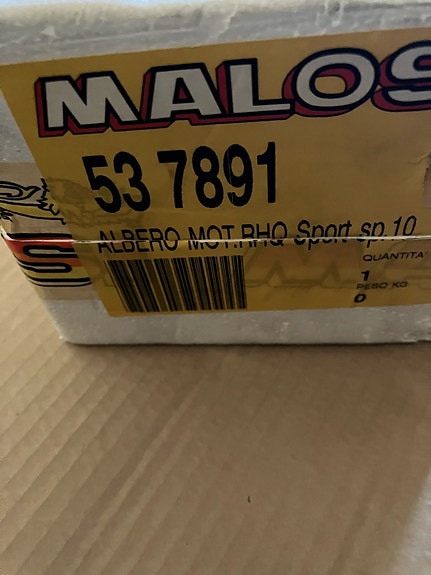 MALOS
53 7891
ALBERO MOT.RHQ Sport sp.10
QUANTITA'
1
PESO KG
0